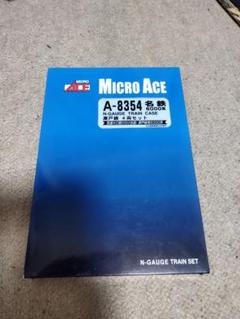 MICRO
ACE
MICRO ACE
A-8354 名鉄
6000系
N-GAUGE TRAIN CASE
瀬戸線 4両セット
N-GAUGE TRAIN SET